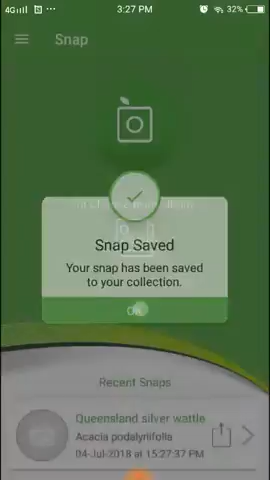 4G
3:27 PM
32%
Snap
Snap Saved
Your snap has been saved
to your collection.
OK
Recent Snaps
Queensland silver wattle
Acacia podalyriifolia
04-Jul-2018 at 15:27:37 PM